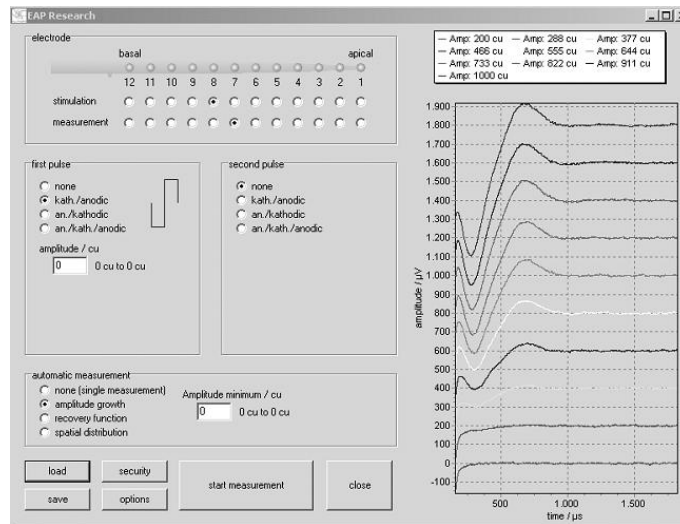 EAP Research
electrode
basal apical
12 11 10 9 8 7 6 5 4 3 2 1
stimulation
measurement
first pulse
none
kath./anodic
an./kathodic
an./kath./anodic
amplitude / cu
0 0 cu to 0 cu
second pulse
none
kath./anodic
an./kathodic
an./kath./anodic
automatic measurement
none (single measurement)
amplitude growth
recovery function
spatial distribution
Amplitude minimum / cu
0 0 cu to 0 cu
load security
save options
start measurement
close
Amp: 200 cu Amp: 288 cu Amp: 377 cu
Amp: 466 cu Amp: 555 cu Amp: 644 cu
Amp: 733 cu Amp: 822 cu Amp: 911 cu
Amp: 1000 cu
amplitude / µV
1.900
1.800
1.700
1.600
1.500
1.400
1.300
1.200
1.100
1.000
900
800
700
600
500
400
300
200
100
0
-100
500 1.000 1.500
time / µs